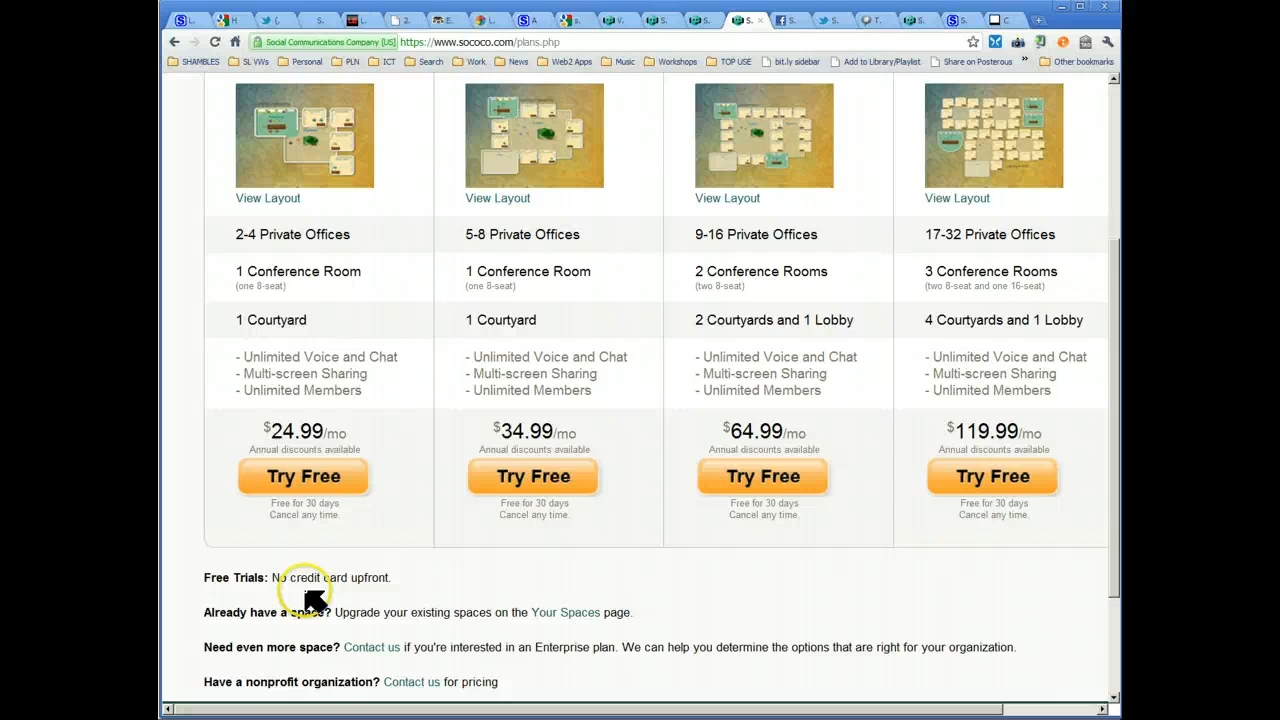 L.
H
(.
S.
L
2.
E.
L
A
s.
V.
S.
S.
S.
S.
S.
T.
S.
S.
C
Social Communications Company [US] https://www.sococo.com/plans.php
SHAMBLES SL VWs Personal PLN ICT Search Work News Web2 Apps Music Workshops TOP USE bit.ly sidebar Add to Library/Playlist Share on Posterous » Other bookmarks
View Layout View Layout View Layout View Layout
2-4 Private Offices 5-8 Private Offices 9-16 Private Offices 17-32 Private Offices
1 Conference Room 1 Conference Room 2 Conference Rooms 3 Conference Rooms
(one 8-seat) (one 8-seat) (two 8-seat) (two 8-seat and one 16-seat)
1 Courtyard 1 Courtyard 2 Courtyards and 1 Lobby 4 Courtyards and 1 Lobby
- Unlimited Voice and Chat - Unlimited Voice and Chat - Unlimited Voice and Chat - Unlimited Voice and Chat
- Multi-screen Sharing - Multi-screen Sharing - Multi-screen Sharing - Multi-screen Sharing
- Unlimited Members - Unlimited Members - Unlimited Members - Unlimited Members
$24.99/mo $34.99/mo $64.99/mo $119.99/mo
Annual discounts available Annual discounts available Annual discounts available Annual discounts available
Try Free Try Free Try Free Try Free
Free for 30 days Free for 30 days Free for 30 days Free for 30 days
Cancel any time. Cancel any time. Cancel any time. Cancel any time.
Free Trials: No credit card upfront.
Already have a space? Upgrade your existing spaces on the Your Spaces page.
Need even more space? Contact us if you're interested in an Enterprise plan. We can help you determine the options that are right for your organization.
Have a nonprofit organization? Contact us for pricing